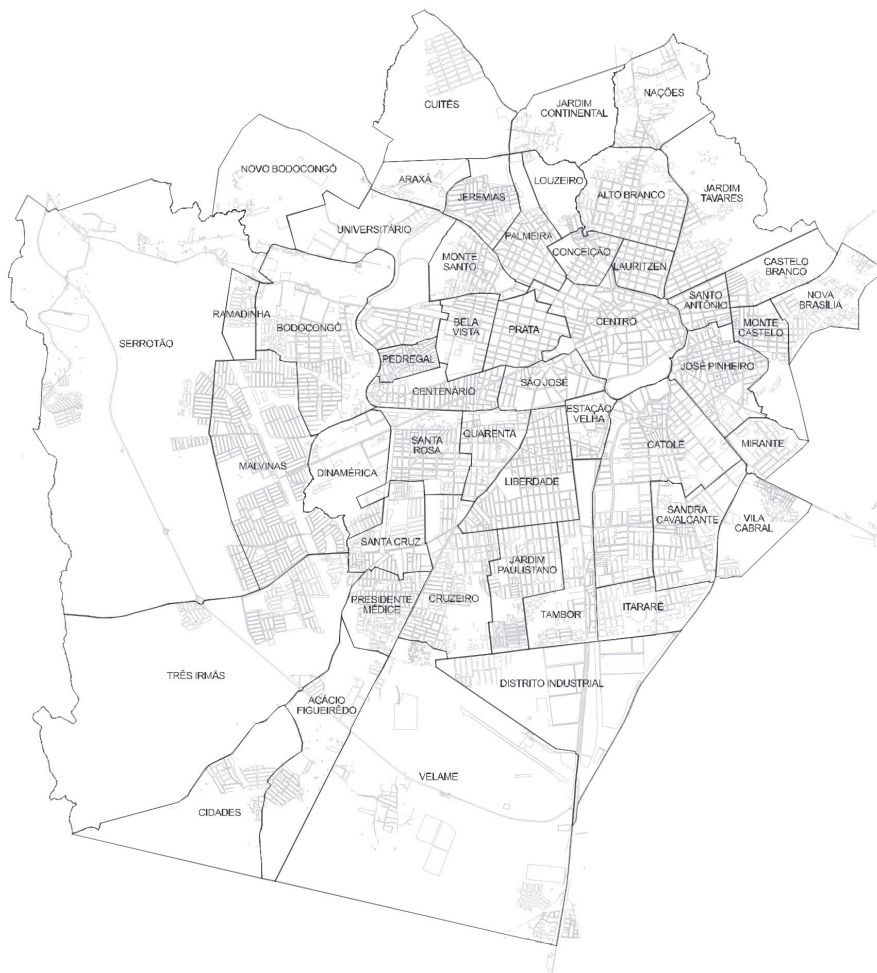 CUITÉS
JARDIM
CONTINENTAL
NAÇÕES
NOVO BODOCONGÓ
ARAXÁ
JEREMIAS
LOUZEIRO
ALTO BRANCO
JARDIM
TAVARES
UNIVERSITÁRIO
PALMEIRA
MONTE
SANTO
CONCEIÇÃO
LAURITZEN
CASTELO
BRANCO
SERROTÃO
RAMADINHA
BODOCONGÓ
BELA
VISTA
PRATA
CENTRO
SANTO
ANTÔNIO
MONTE
CASTELO
NOVA
BRASÍLIA
PEDREGAL
CENTENÁRIO
SÃO JOSÉ
JOSÉ PINHEIRO
ESTAÇÃO
VELHA
MALVINAS
DINAMÉRICA
SANTA
ROSA
QUARENTA
LIBERDADE
CATOLÉ
MIRANTE
SANTA CRUZ
SANDRA
CAVALCANTE
VILA
CABRAL
PRESIDENTE
MÉDICE
CRUZEIRO
JARDIM
PAULISTANO
TAMBOR
ITARARÉ
TRÊS IRMÃS
ACÁCIO
FIGUEIRÊDO
DISTRITO INDUSTRIAL
VELAME
CIDADES